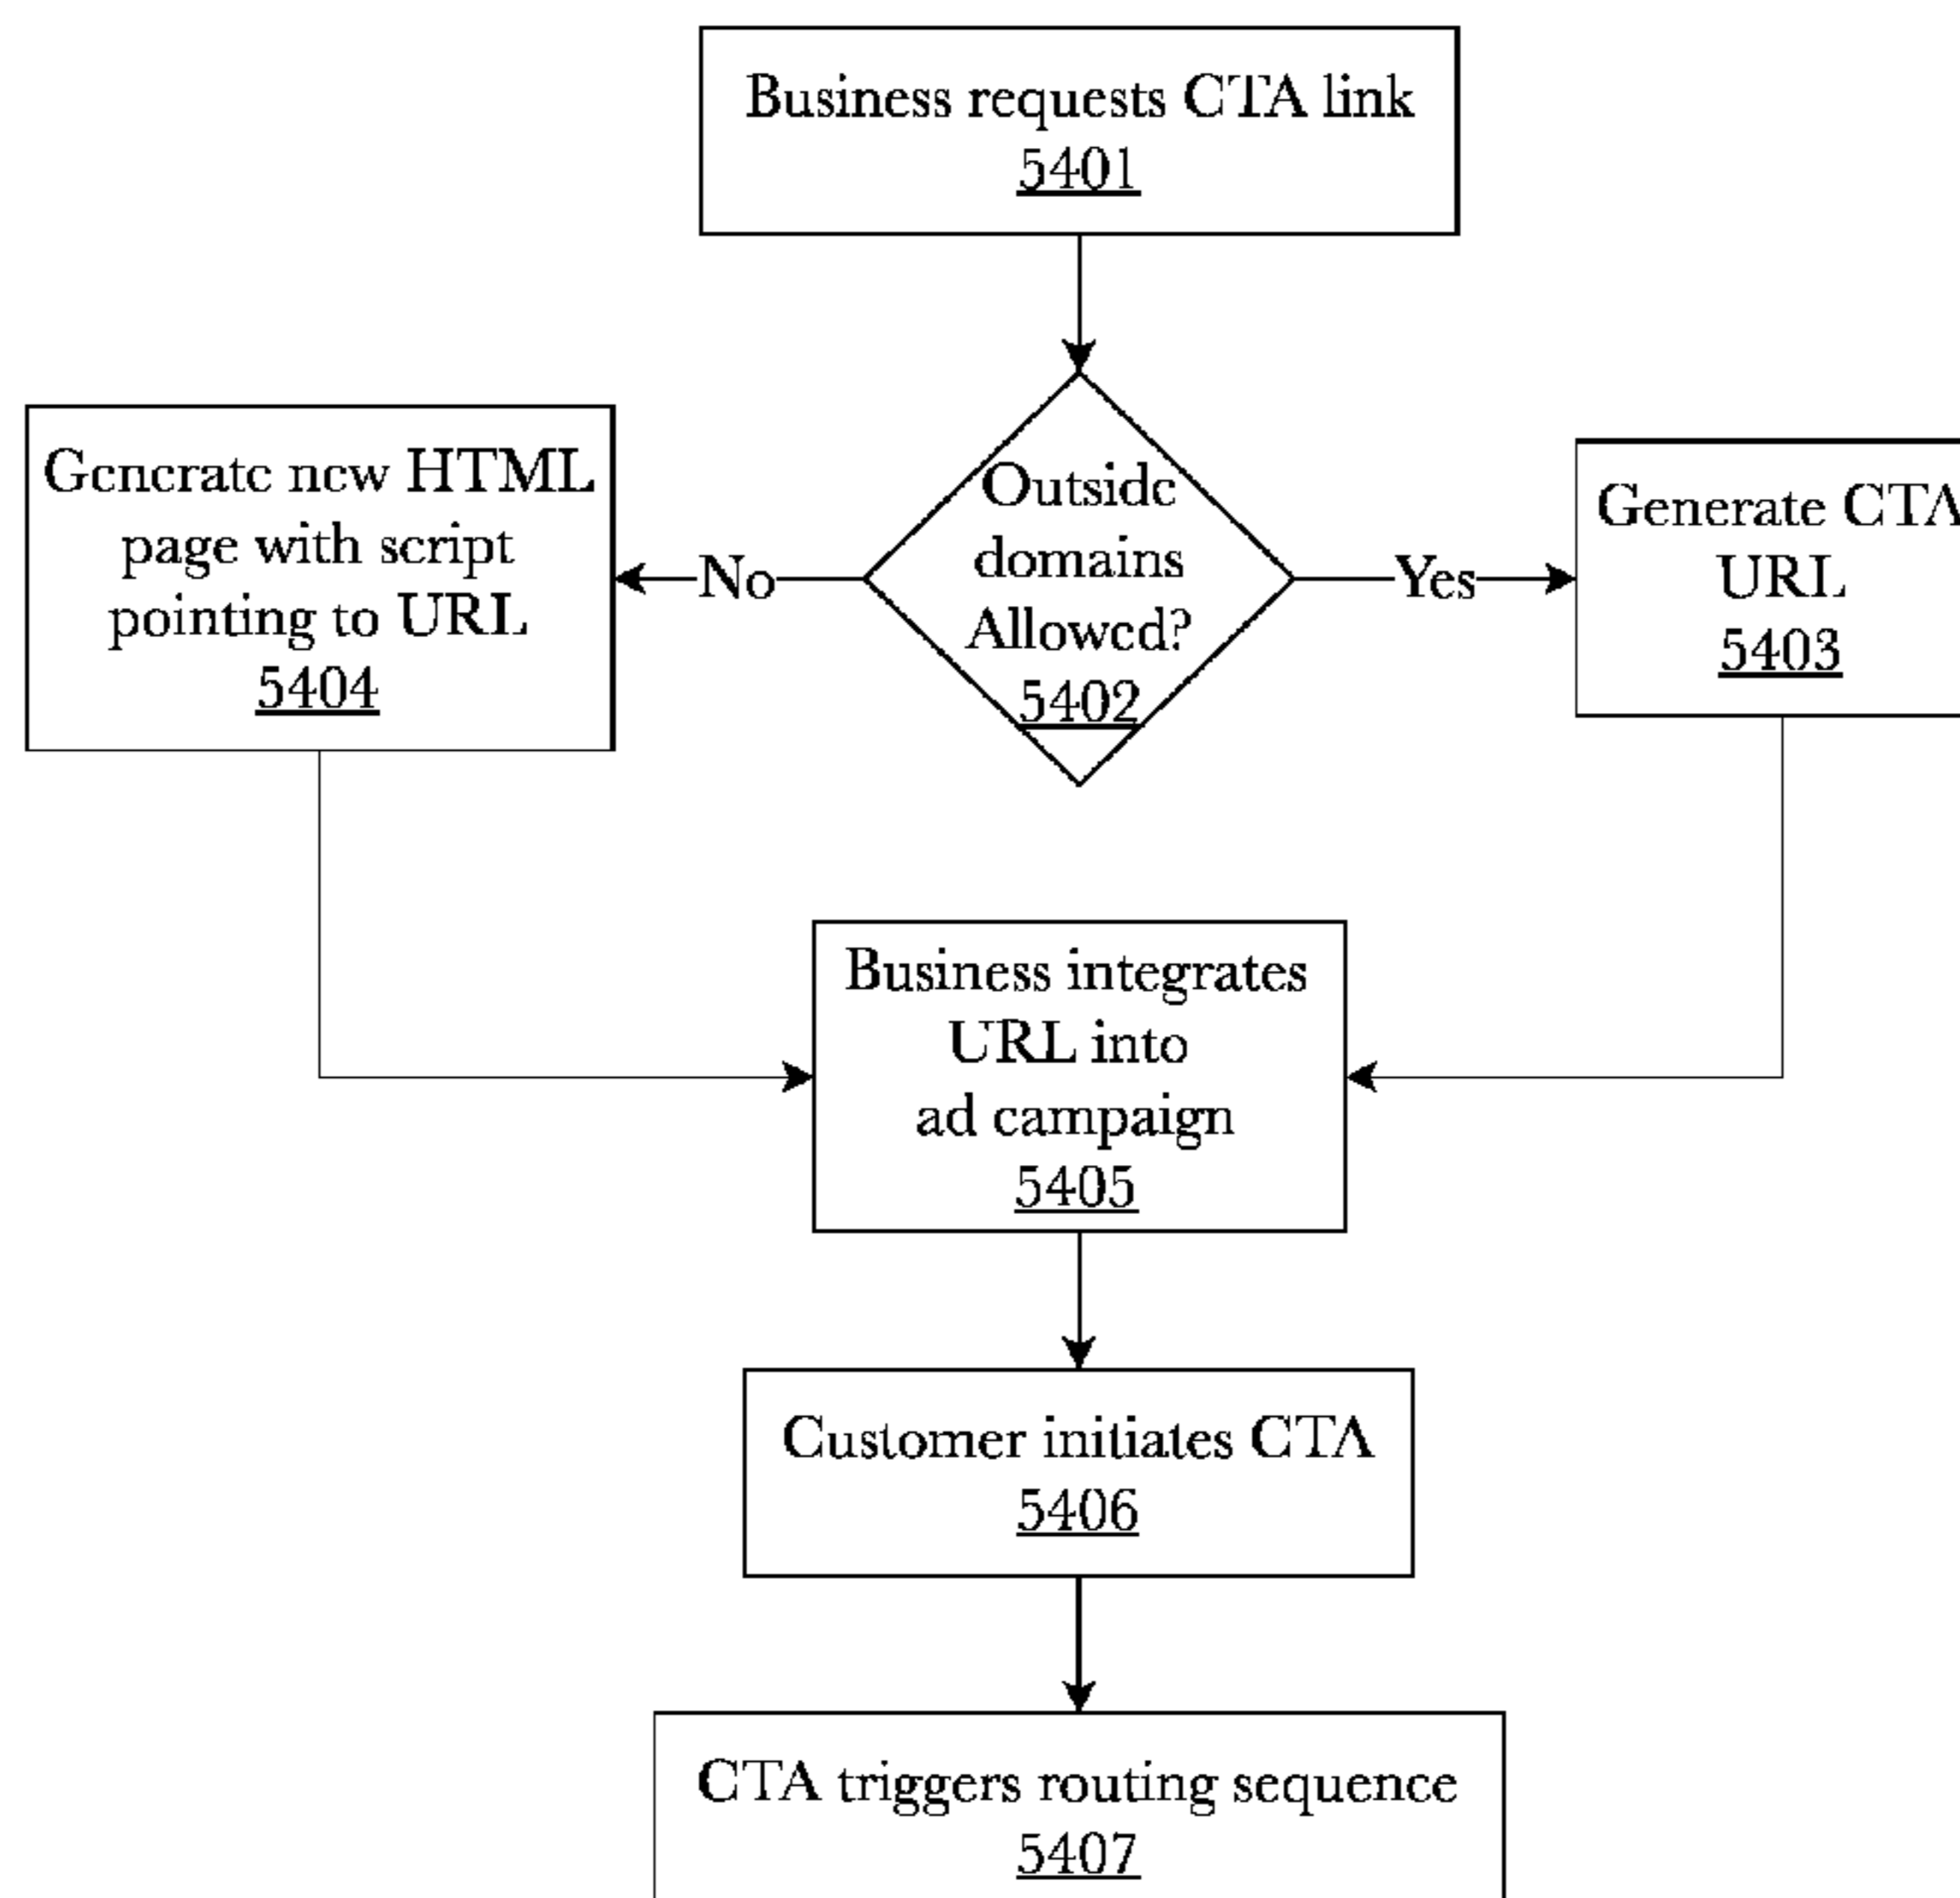 Business requests CTA link
5401
Outside
domains
Allowed?
5402
No
Yes
Generate new HTML
page with script
pointing to URL
5404
Generate CTA
URL
5403
Business integrates
URL into
ad campaign
5405
Customer initiates CTA
5406
CTA triggers routing sequence
5407